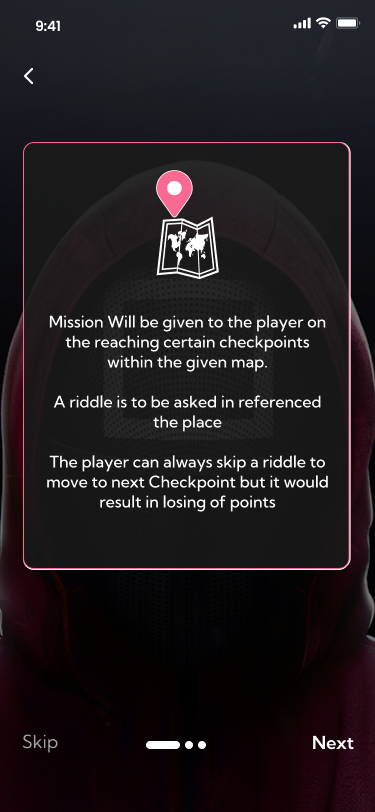 9:41
Mission Will be given to the player on
the reaching certain checkpoints
within the given map.
A riddle is to be asked in referenced
the place
The player can always skip a riddle to
move to next Checkpoint but it would
result in losing of points
Skip
Next